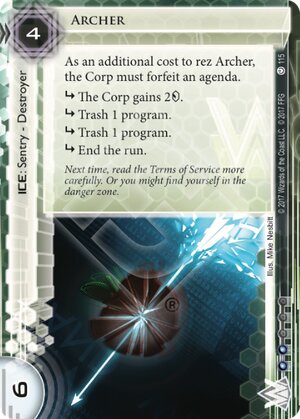 4
ARCHER
ICE: Sentry - Destroyer
As an additional cost to rez Archer,
the Corp must forfeit an agenda.
↳ The Corp gains 2
↳ Trash 1 program.
↳ Trash 1 program.
↳ End the run.
Next time, read the Terms of Service more
carefully. Or you might find yourself in the
danger zone.
115
© 2017 Wizards of the Coast LLC. © 2017 FFG
Illus. Mike Nesbitt
®
6